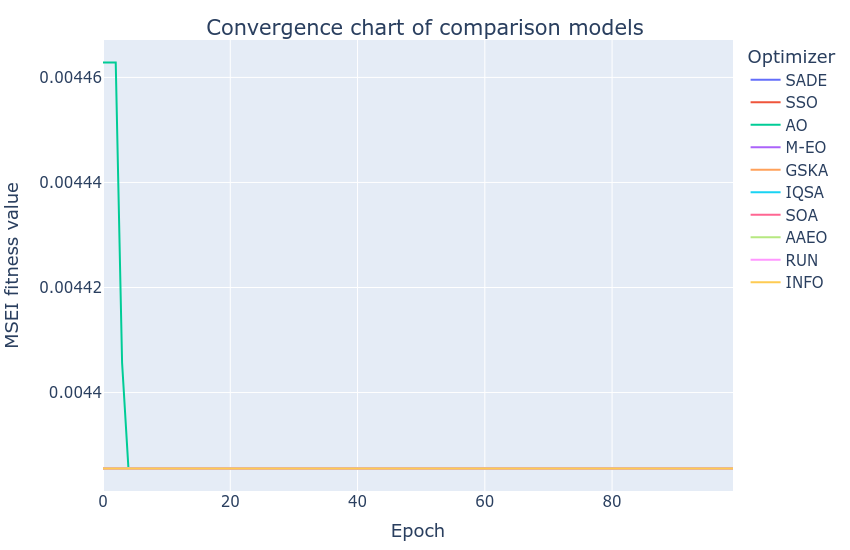 Convergence chart of comparison models
Optimizer
SADE
SSO
AO
M-EO
GSKA
IQSA
SOA
AAEO
RUN
INFO
MSEI fitness value
0.00446
0.00444
0.00442
0.0044
0
20
40
60
80
Epoch